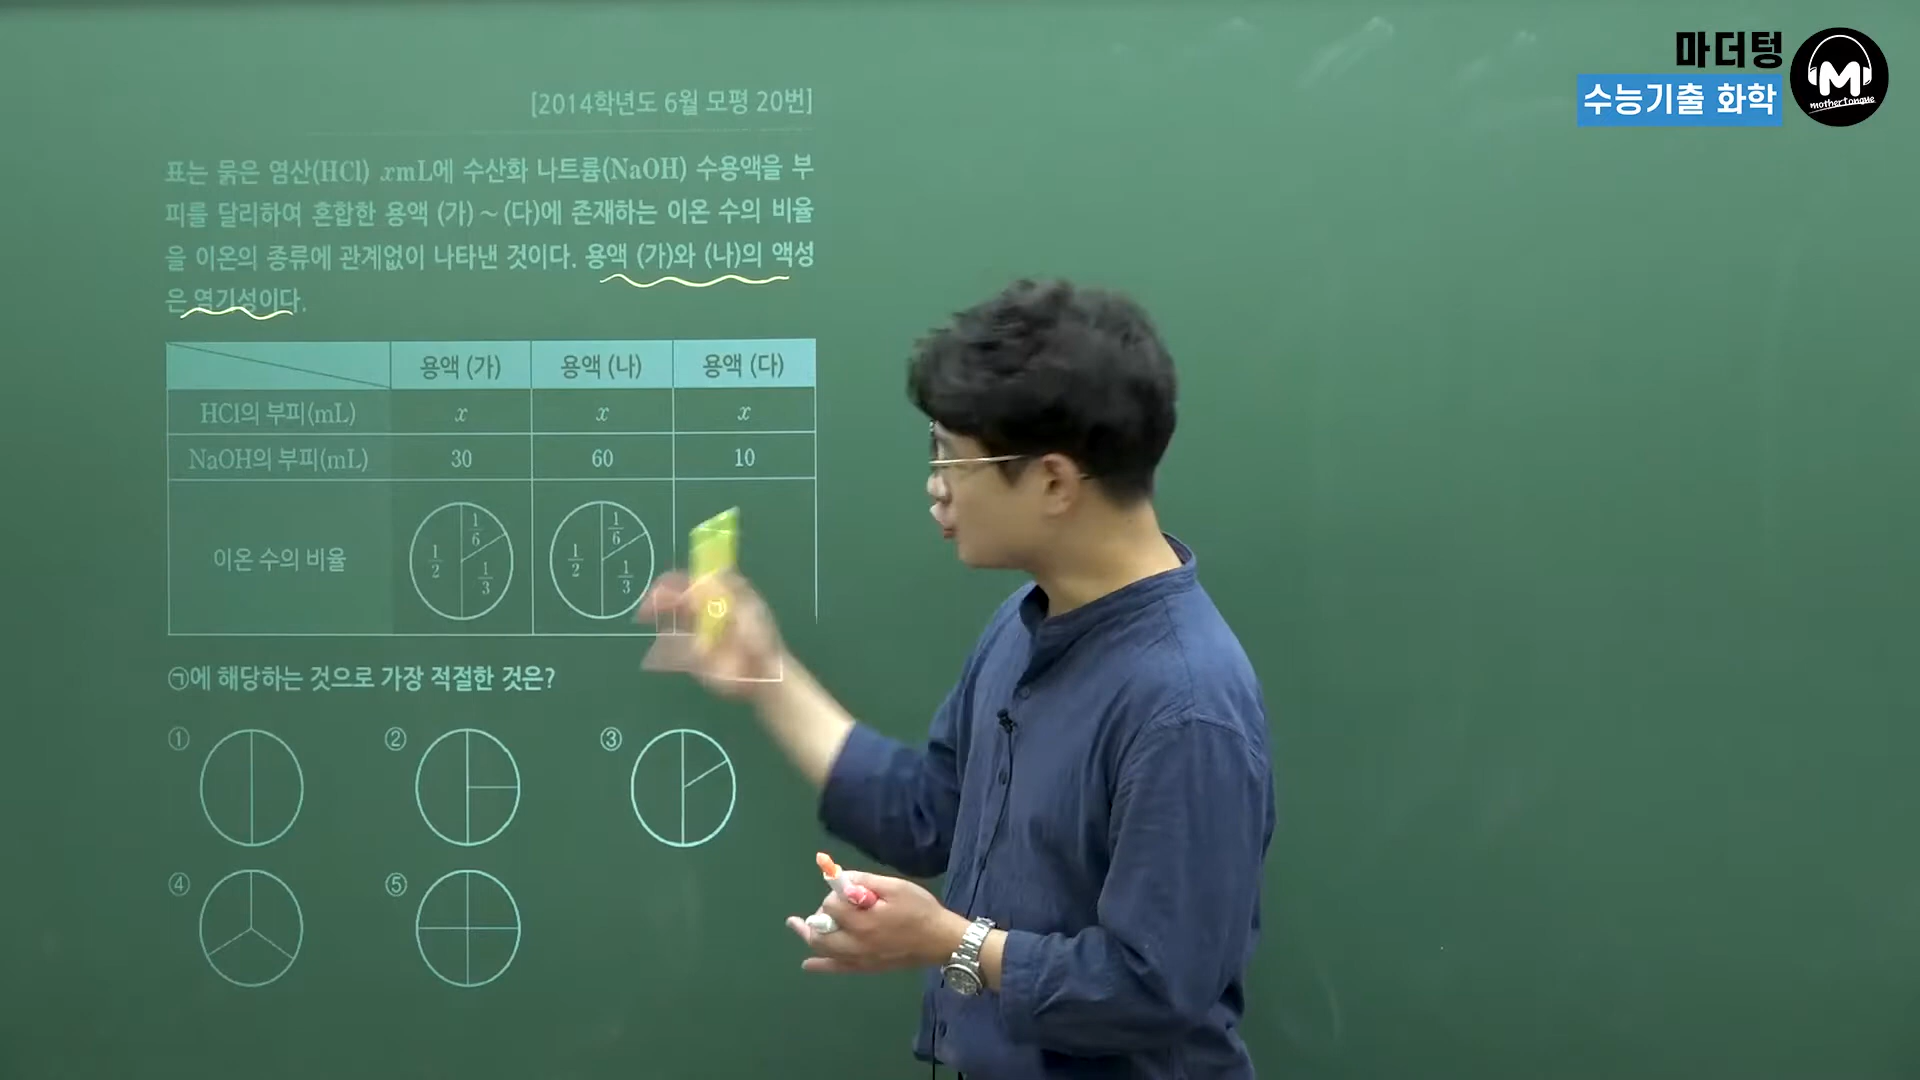 마더텅
수능기출 화학
mothertongue
[2014학년도 6월 모평 20번]
표는 묽은 염산(HCl) xmL에 수산화 나트륨(NaOH) 수용액을 부
피를 달리하여 혼합한 용액 (가)~(다)에 존재하는 이온 수의 비율
을 이온의 종류에 관계없이 나타낸 것이다. 용액 (가)와 (나)의 액성
은 염기성이다.
용액 (가) 용액 (나) 용액 (다)
HCl의 부피(mL) x x x
NaOH의 부피(mL) 30 60 10
이온 수의 비율 1/2 1/6 1/3 1/2 1/6 1/3 ㉠
㉠에 해당하는 것으로 가장 적절한 것은?
① ② ③
④ ⑤